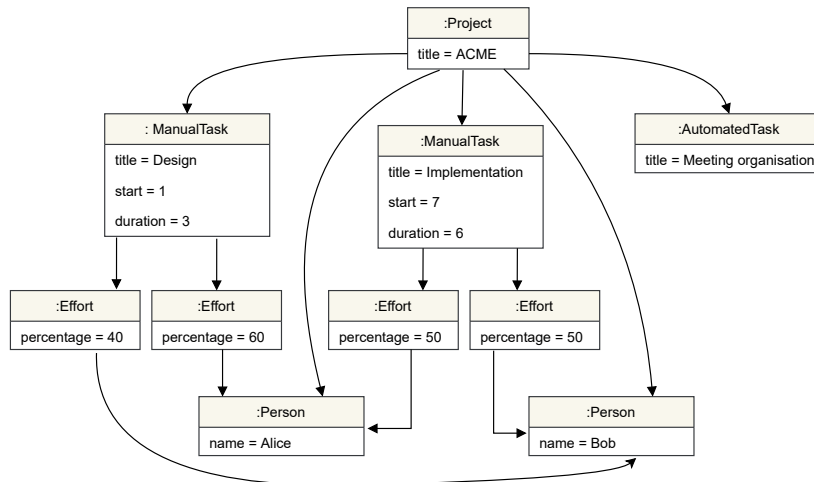 :Project
title = ACME
: ManualTask
title = Design
start = 1
duration = 3
:ManualTask
title = Implementation
start = 7
duration = 6
:AutomatedTask
title = Meeting organisation
:Effort
percentage = 40
:Effort
percentage = 60
:Effort
percentage = 50
:Effort
percentage = 50
:Person
name = Alice
:Person
name = Bob